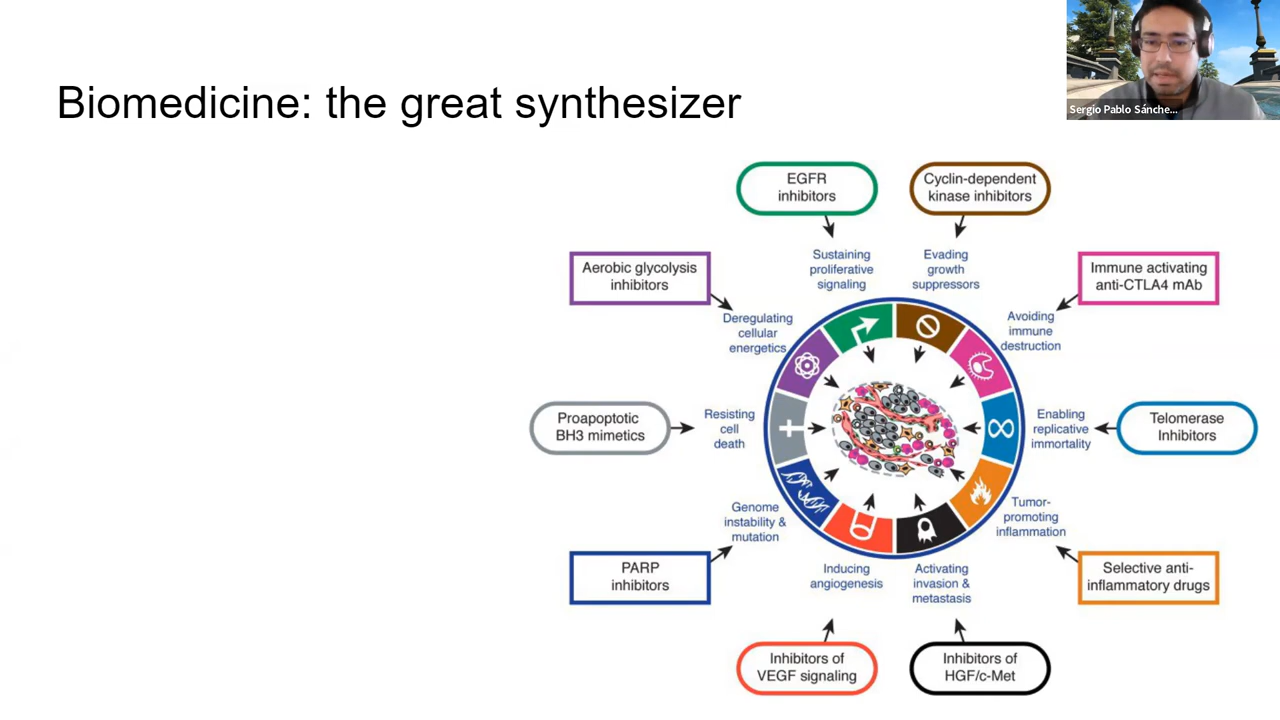 Biomedicine: the great synthesizer
Sergio Pablo Sánche...
EGFR
inhibitors
Cyclin-dependent
kinase inhibitors
Sustaining
proliferative
signaling
Evading
growth
suppressors
Aerobic glycolysis
inhibitors
Immune activating
anti-CTLA4 mAb
Deregulating
cellular
energetics
Avoiding
immune
destruction
Proapoptotic
BH3 mimetics
Resisting
cell
death
Enabling
replicative
immortality
Telomerase
Inhibitors
Genome
instability &
mutation
Tumor-
promoting
inflammation
PARP
inhibitors
Inducing
angiogenesis
Activating
invasion &
metastasis
Selective anti-
inflammatory drugs
Inhibitors of
VEGF signaling
Inhibitors of
HGF/c-Met